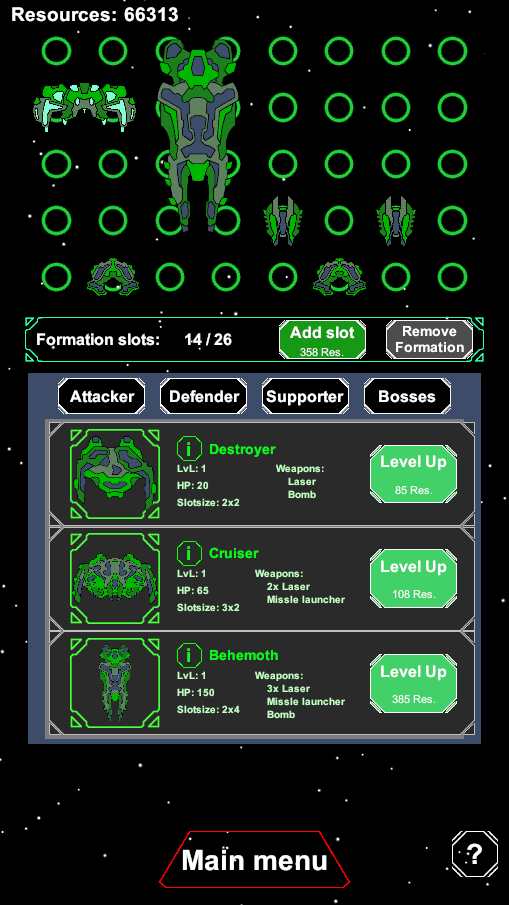 Resources: 66313
Formation slots: 14 / 26
Add slot
358 Res.
Remove
Formation
Attacker
Defender
Supporter
Bosses
i Destroyer
LvL: 1
HP: 20
Slotsize: 2x2
Weapons:
Laser
Bomb
Level Up
85 Res.
i Cruiser
LvL: 1
HP: 65
Slotsize: 3x2
Weapons:
2x Laser
Missle launcher
Level Up
108 Res.
i Behemoth
LvL: 1
HP: 150
Slotsize: 2x4
Weapons:
3x Laser
Missile launcher
Bomb
Level Up
385 Res.
Main menu
?